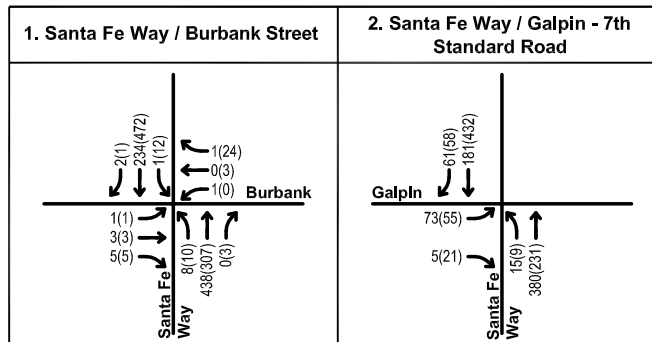 1. Santa Fe Way / Burbank Street
2(1)
234(472)
1(12)
1(24)
0(3)
1(0)
Burbank
1(1)
3(3)
5(5)
8(10)
438(307)
0(3)
Santa Fe
Way
2. Santa Fe Way / Galpin - 7th
Standard Road
61(58)
181(432)
Galpin
73(55)
5(21)
15(9)
380(231)
Santa Fe
Way